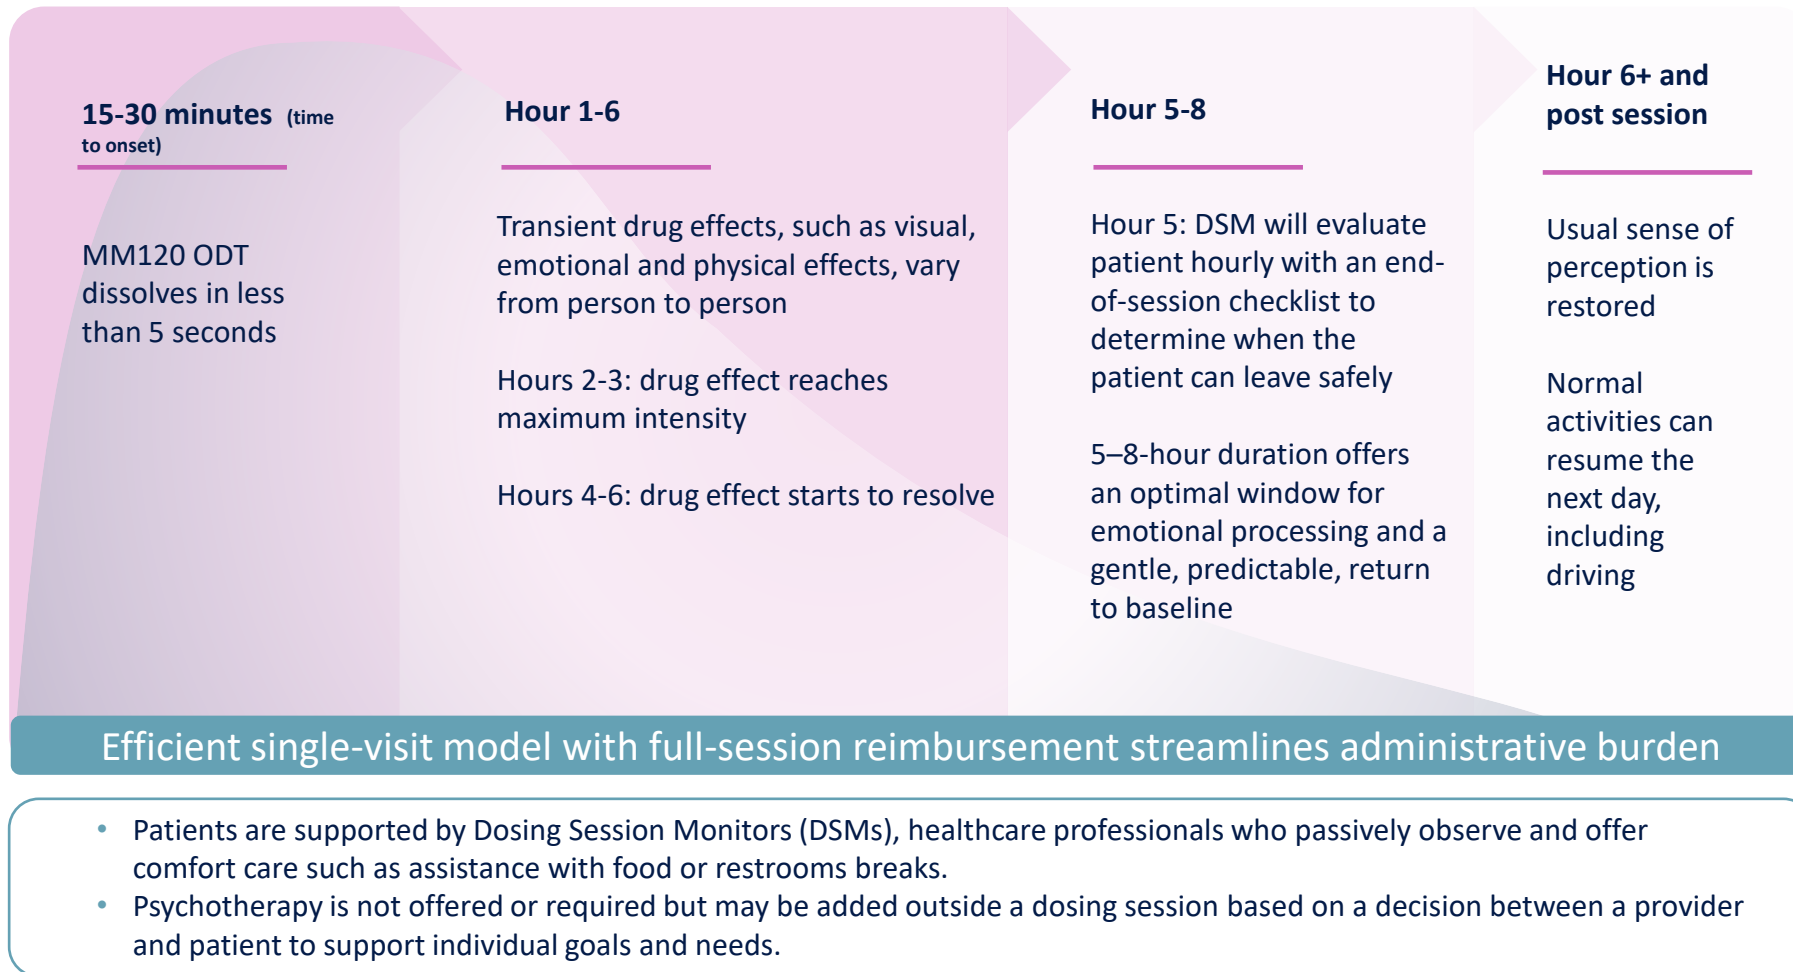 15-30 minutes (time
to onset)
MM120 ODT
dissolves in less
than 5 seconds
Hour 1-6
Transient drug effects, such as visual,
emotional and physical effects, vary
from person to person
Hours 2-3: drug effect reaches
maximum intensity
Hours 4-6: drug effect starts to resolve
Hour 5-8
Hour 5: DSM will evaluate
patient hourly with an end-
of-session checklist to
determine when the
patient can leave safely
5–8-hour duration offers
an optimal window for
emotional processing and a
gentle, predictable, return
to baseline
Hour 6+ and
post session
Usual sense of
perception is
restored
Normal
activities can
resume the
next day,
including
driving
Efficient single-visit model with full-session reimbursement streamlines administrative burden
• Patients are supported by Dosing Session Monitors (DSMs), healthcare professionals who passively observe and offer
comfort care such as assistance with food or restrooms breaks.
• Psychotherapy is not offered or required but may be added outside a dosing session based on a decision between a provider
and patient to support individual goals and needs.